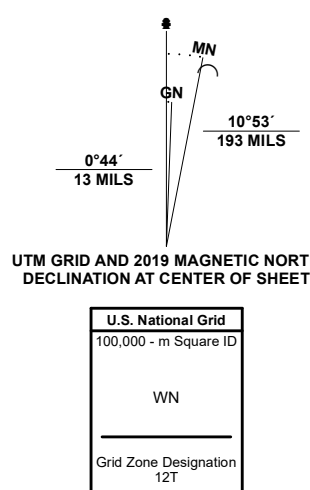 MN
GN
10°53´
193 MILS
0°44´
13 MILS
UTM GRID AND 2019 MAGNETIC NORT
DECLINATION AT CENTER OF SHEET
U.S. National Grid
100,000 - m Square ID
WN
Grid Zone Designation
12T